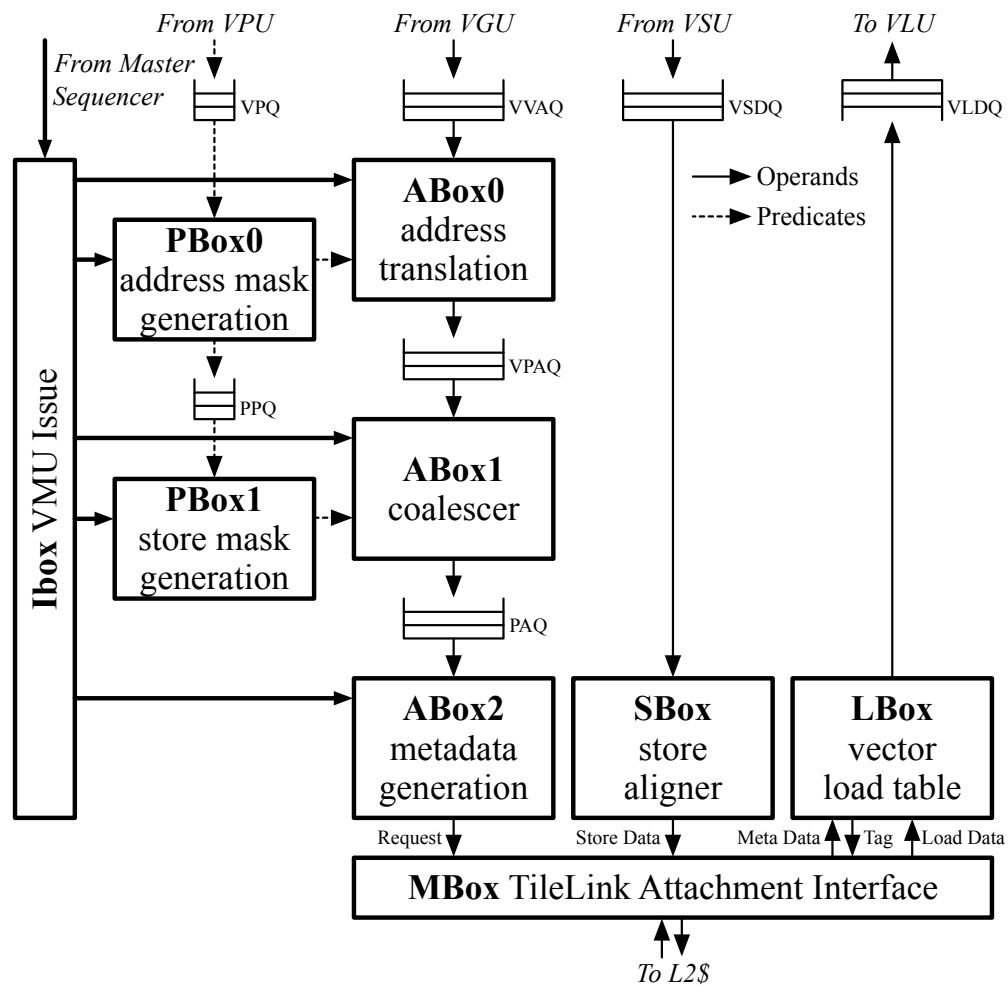 From VPU
From VGU
From VSU
To VLU
From Master
Sequencer
VPQ
VVAQ
VSDQ
VLDQ
Operands
Predicates
ABox0
address
translation
PBox0
address mask
generation
VPAQ
PPQ
Ibox VMU Issue
ABox1
coalescer
PBox1
store mask
generation
PAQ
ABox2
metadata
generation
SBox
store
aligner
LBox
vector
load table
Request
Store Data
Meta Data
Tag
Load Data
MBox TileLink Attachment Interface
To L2$